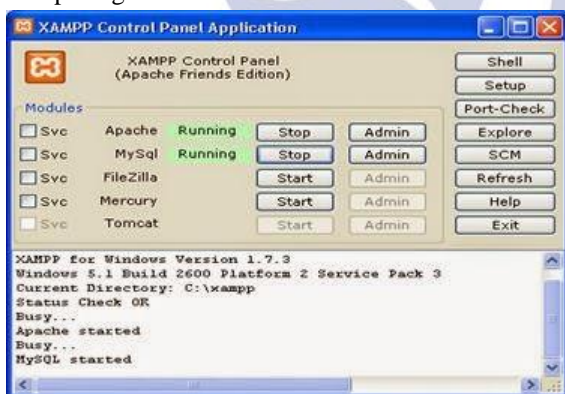 XAMPP Control Panel Application
XAMPP Control Panel
(Apache Friends Edition)
Modules
Svc Apache Running Stop Admin
Svc MySql Running Stop Admin
Svc FileZilla Start Admin
Svc Mercury Start Admin
Svc Tomcat Start Admin
Shell
Setup
Port-Check
Explore
SCM
Refresh
Help
Exit
XAMPP for Windows Version 1.7.3
Windows 5.1 Build 2600 Platform 2 Service Pack 3
Current Directory: C:\xampp
Status Check OK
Busy...
Apache started
Busy...
MySQL started